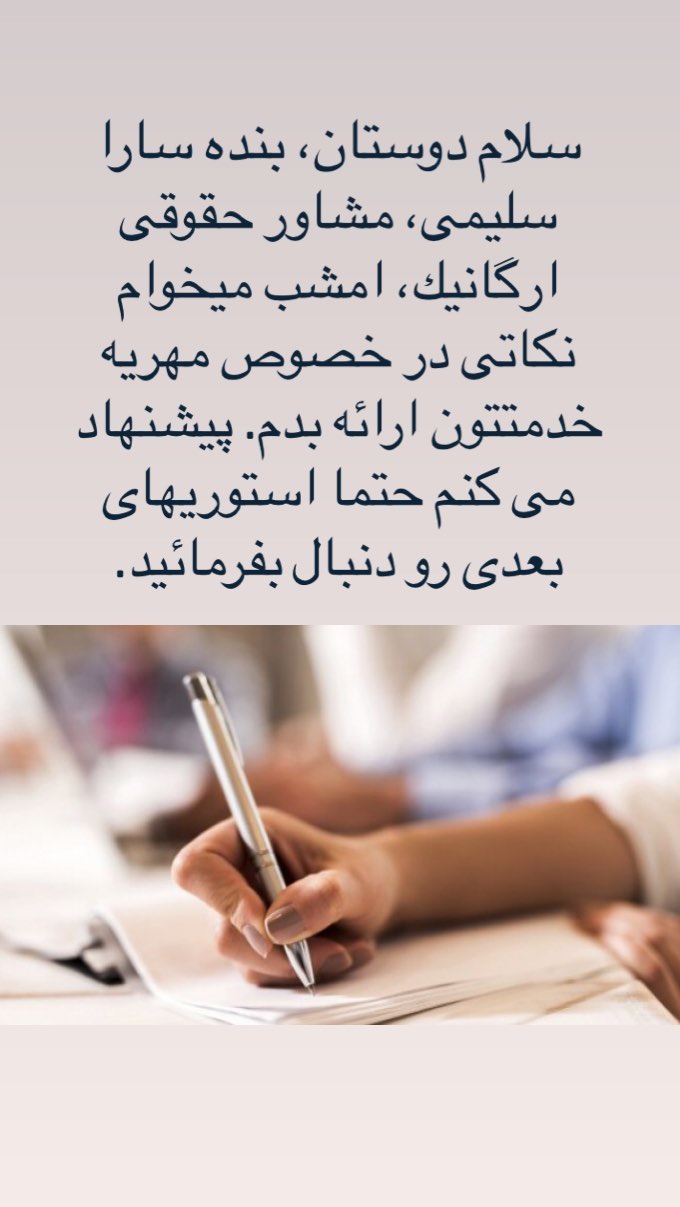 سلام دوستان، بنده سارا
سلیمی، مشاور حقوقی
ارگانیك، امشب میخوام
نکاتی در خصوص مهریه
خدمتتون ارائه بدم. پیشنهاد
می کنم حتما استوریهای
بعدی رو دنبال بفرمائید.